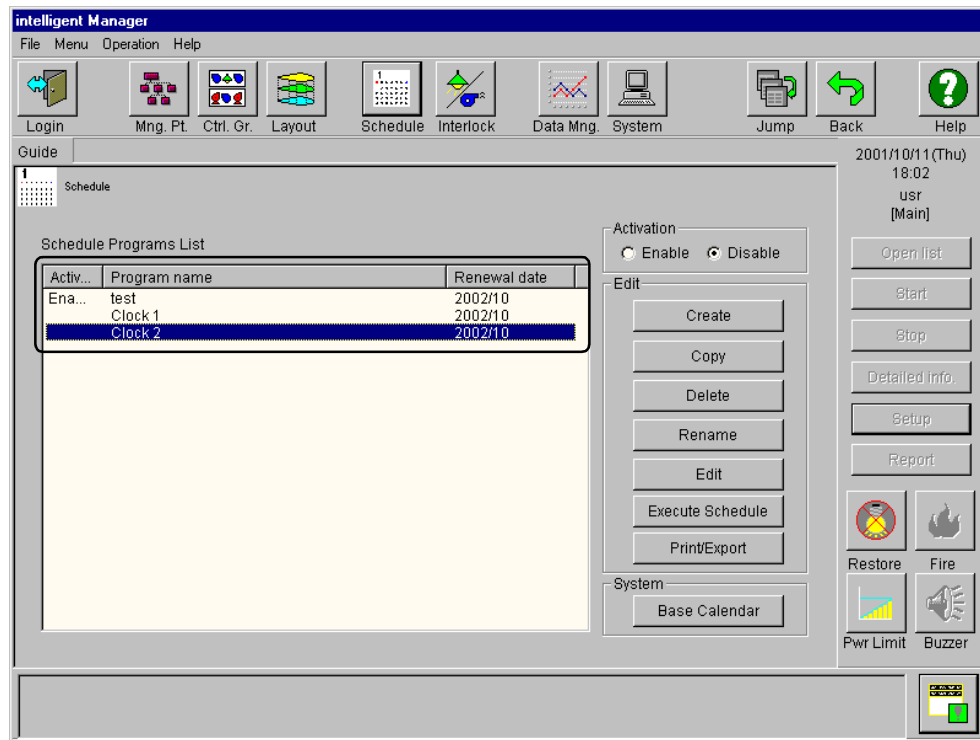 intelligent Manager
File Menu Operation Help
Login Mng. Pt. Ctrl. Gr. Layout Schedule Interlock Data Mng. System Jump Back Help
Guide
2001/10/11(Thu)
18:02
usr
[Main]
1
Schedule
Schedule Programs List
Activ... Program name Renewal date
Ena... test 2002/10
Clock 1 2002/10
Clock 2 2002/10
Activation
Enable Disable
Edit
Create
Copy
Delete
Rename
Edit
Execute Schedule
Print/Export
System
Base Calendar
Open list
Start
Stop
Detailed info.
Setup
Report
Restore Fire
Pwr Limit Buzzer